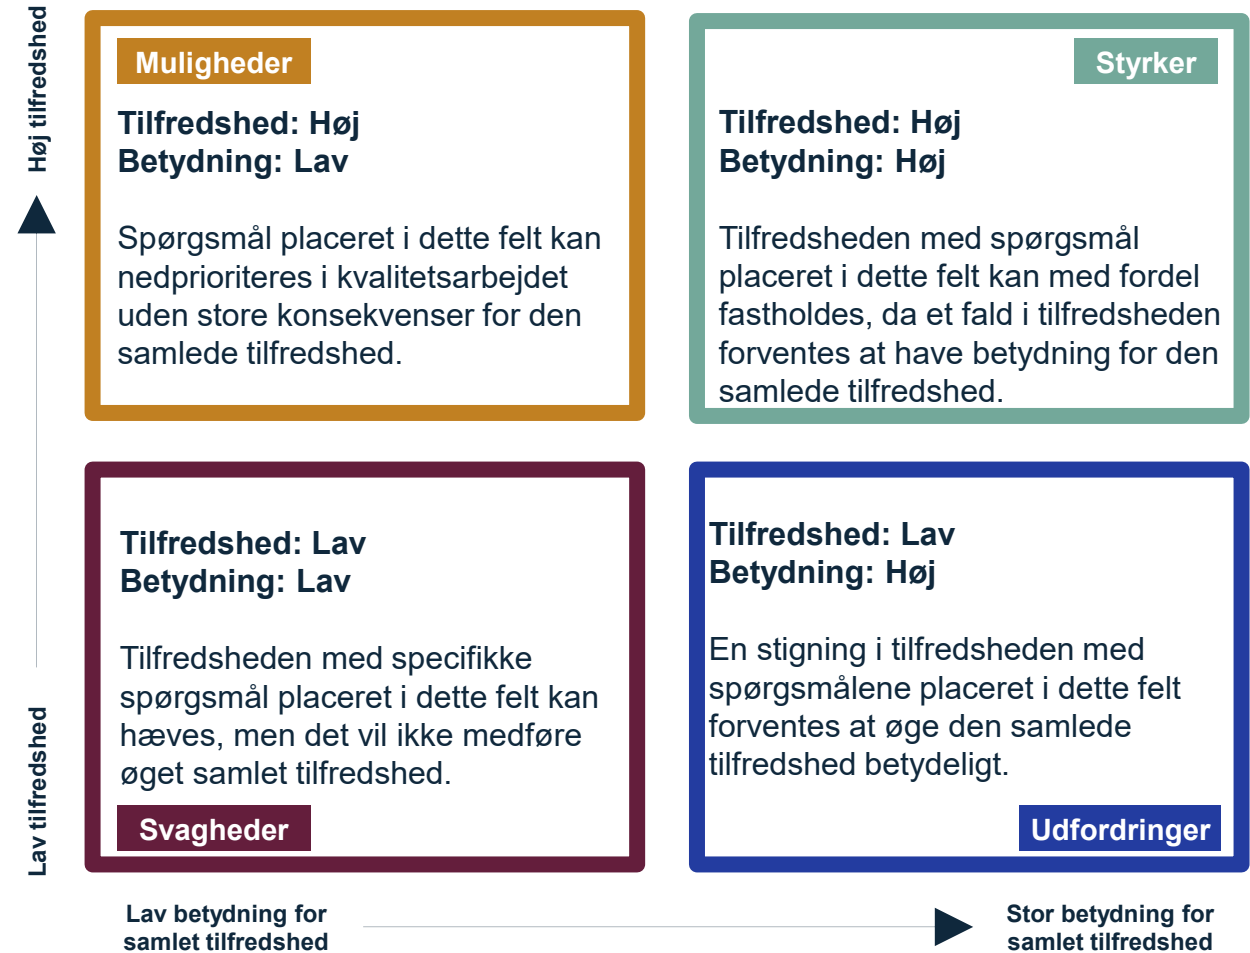 Høj tilfredshed
Lav tilfredshed
Muligheder
Tilfredshed: Høj
Betydning: Lav
Spørgsmål placeret i dette felt kan
nedprioriteres i kvalitetsarbejdet
uden store konsekvenser for den
samlede tilfredshed.
Styrker
Tilfredshed: Høj
Betydning: Høj
Tilfredsheden med spørgsmål
placeret i dette felt kan med fordel
fastholdes, da et fald i tilfredsheden
forventes at have betydning for den
samlede tilfredshed.
Tilfredshed: Lav
Betydning: Lav
Tilfredsheden med specifikke
spørgsmål placeret i dette felt kan
hæves, men det vil ikke medføre
øget samlet tilfredshed.
Svagheder
Tilfredshed: Lav
Betydning: Høj
En stigning i tilfredsheden med
spørgsmålene placeret i dette felt
forventes at øge den samlede
tilfredshed betydeligt.
Udfordringer
Lav betydning for
samlet tilfredshed
Stor betydning for
samlet tilfredshed